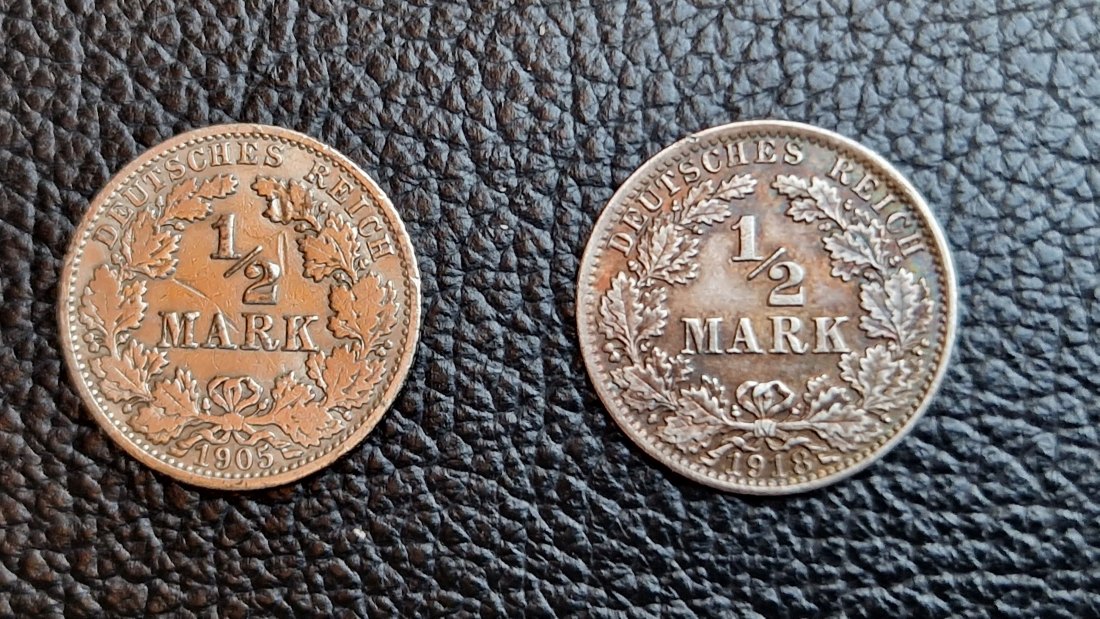 DEUTSCHES REICH
1/2
MARK
1905
DEUTSCHES REICH
1/2
MARK
1918